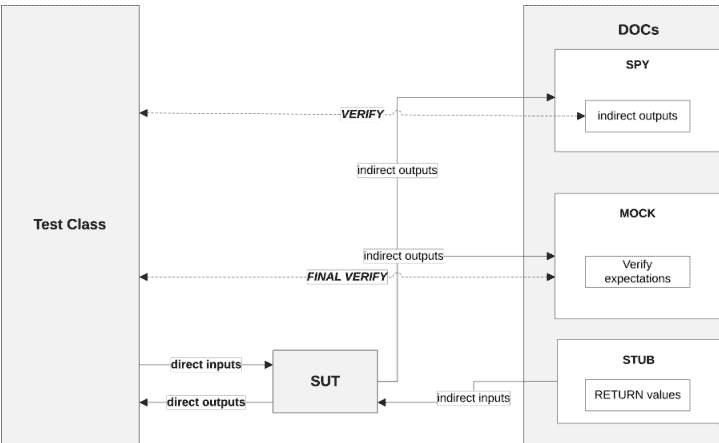 DOCs
SPY
indirect outputs
VERIFY
indirect outputs
MOCK
Test Class
indirect outputs
Verify
expectations
FINAL VERIFY
STUB
direct inputs
SUT
RETURN values
direct outputs
indirect inputs